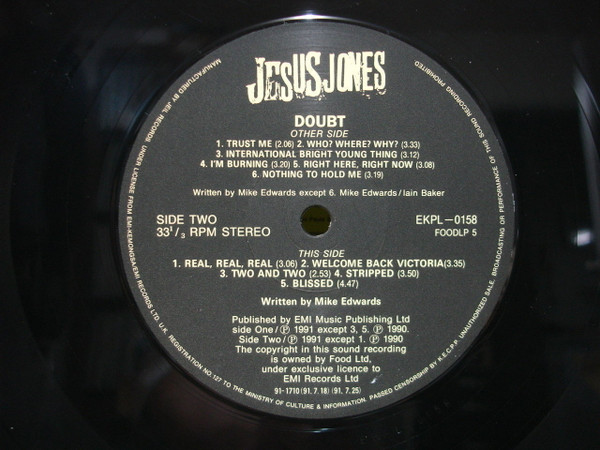 JESUS JONES
DOUBT
OTHER SIDE
1. TRUST ME (2.06) 2. WHO? WHERE? WHY? (3.33)
3. INTERNATIONAL BRIGHT YOUNG THING (3.12)
4. I'M BURNING (3.20) 5. RIGHT HERE, RIGHT NOW (3.08)
6. NOTHING TO HOLD ME (3.19)
Written by Mike Edwards except 6. Mike Edwards/Iain Baker
SIDE TWO
33¹/₃ RPM STEREO
EKPL–0158
FOODLP 5
THIS SIDE
1. REAL, REAL, REAL (3.06) 2. WELCOME BACK VICTORIA(3.35)
3. TWO AND TWO (2.53) 4. STRIPPED (3.50)
5. BLISSED (4.47)
Written by Mike Edwards
Published by EMI Music Publishing Ltd
side One/Ⓟ 1991 except 3, 5. Ⓟ 1990.
Side Two/Ⓟ 1991 except 1. Ⓟ 1990
The copyright in this sound recording
is owned by Food Ltd,
under exclusive licence to
EMI Records Ltd
91-1710 (91.7.18) (91.7.25)
MANUFACTURED BY JEIL RECORDS UNDER LICENSE FROM EMI-KEMONGSA/EMI RECORDS LTD, U.K. REGISTRATION NO.127 TO THE MINISTRY OF CULTURE & INFORMATION. PASSED CENSORSHIP BY K.E.C.P.P. UNAUTHORIZED SALE, BROADCASTING OR PERFORMANCE OF THIS SOUND RECORDING PROHIBITED